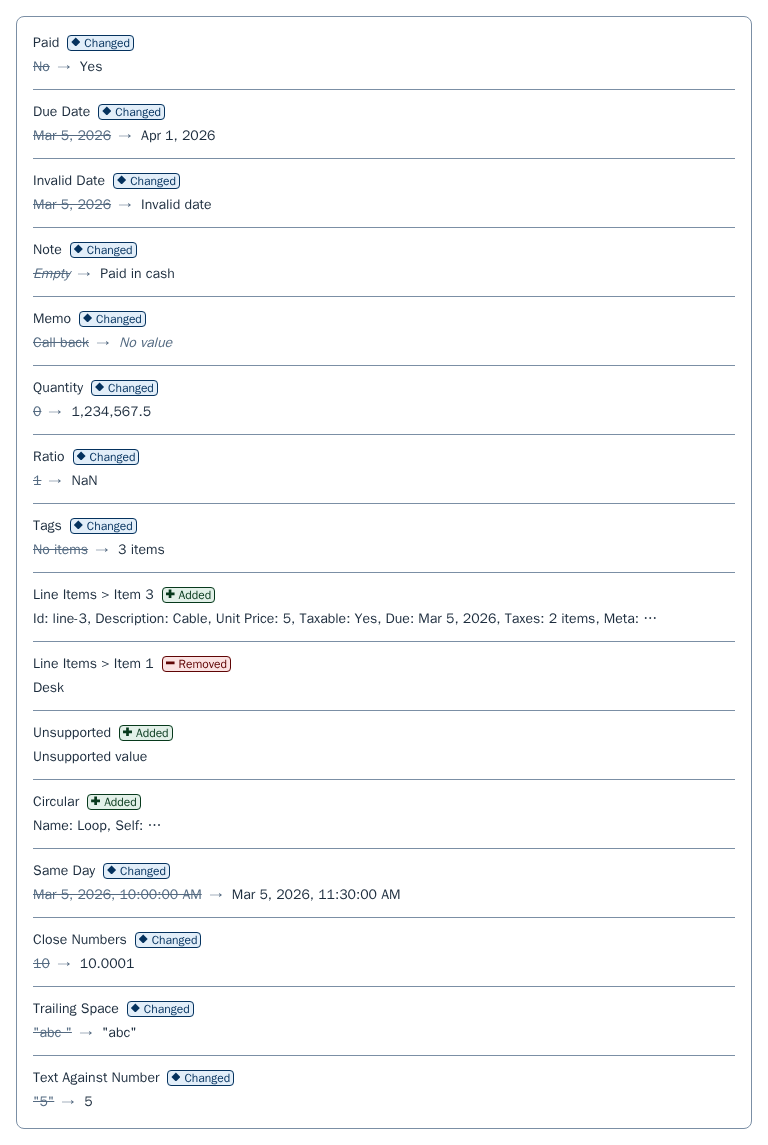 Paid ◆ Changed
No → Yes
Due Date ◆ Changed
Mar 5, 2026 → Apr 1, 2026
Invalid Date ◆ Changed
Mar 5, 2026 → Invalid date
Note ◆ Changed
Empty → Paid in cash
Memo ◆ Changed
Call back → No value
Quantity ◆ Changed
0 → 1,234,567.5
Ratio ◆ Changed
1 → NaN
Tags ◆ Changed
No items → 3 items
Line Items > Item 3 ✚ Added
Id: line-3, Description: Cable, Unit Price: 5, Taxable: Yes, Due: Mar 5, 2026, Taxes: 2 items, Meta: ⋯
Line Items > Item 1 ━ Removed
Desk
Unsupported ✚ Added
Unsupported value
Circular ✚ Added
Name: Loop, Self: ⋯
Same Day ◆ Changed
Mar 5, 2026, 10:00:00 AM → Mar 5, 2026, 11:30:00 AM
Close Numbers ◆ Changed
10 → 10.0001
Trailing Space ◆ Changed
"abc " → "abc"
Text Against Number ◆ Changed
"5" → 5